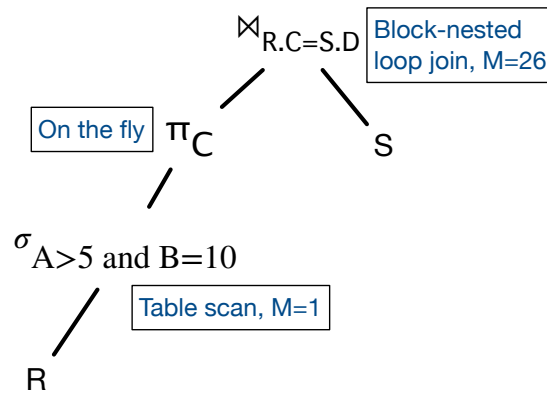 ⋈R.C=S.D
Block-nested
loop join, M=26
On the fly
πC
S
σA>5 and B=10
Table scan, M=1
R